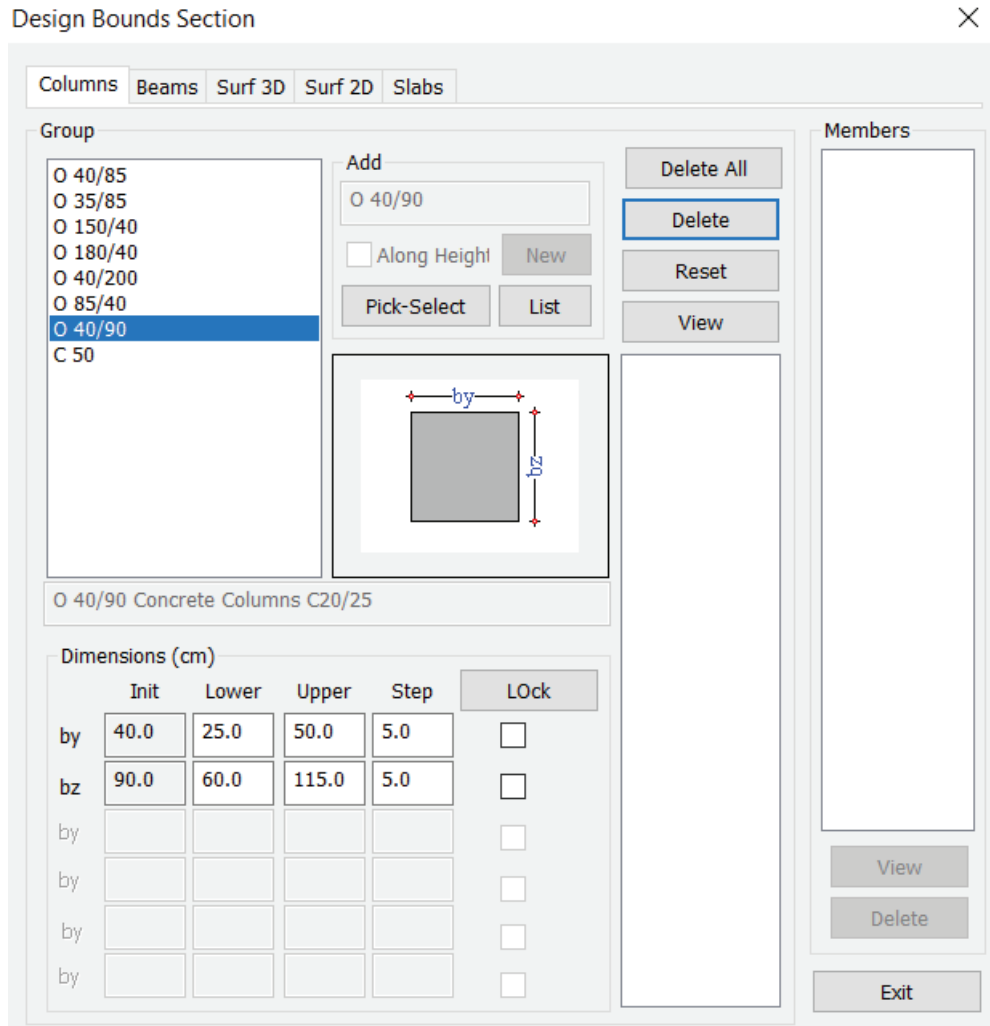 Design Bounds Section
Columns Beams Surf 3D Surf 2D Slabs
Group
O 40/85
O 35/85
O 150/40
O 180/40
O 40/200
O 85/40
O 40/90
C 50
Add
O 40/90
Along Height New
Pick-Select List
Delete All
Delete
Reset
View
by
bz
O 40/90 Concrete Columns C20/25
Dimensions (cm)
Init Lower Upper Step LOck
by 40.0 25.0 50.0 5.0
bz 90.0 60.0 115.0 5.0
by
by
by
by
Members
View
Delete
Exit